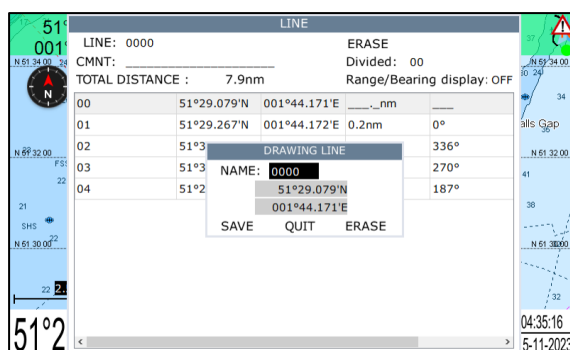 LINE
LINE: 0000 ERASE
CMNT: ____________________
Divided: 00
TOTAL DISTANCE : 7.9nm Range/Bearing display: OFF
00 51°29.079'N 001°44.171'E ___._nm ___
01 51°29.267'N 001°44.172'E 0.2nm 0°
02 51°3 336°
03 51°3 270°
04 51°2 187°
DRAWING LINE
NAME: 0000
51°29.079'N
001°44.171'E
SAVE QUIT ERASE
51°
001°
N 51 34 00
N 51 34 00
N
37
34
alls Gap
N 51 32 00
N 51 32 00
FS
22
41
21
38
SHS
22
N 51 30 00
N 51 30 00
22
2.
32
51°2
04:35:16
5-11-2023